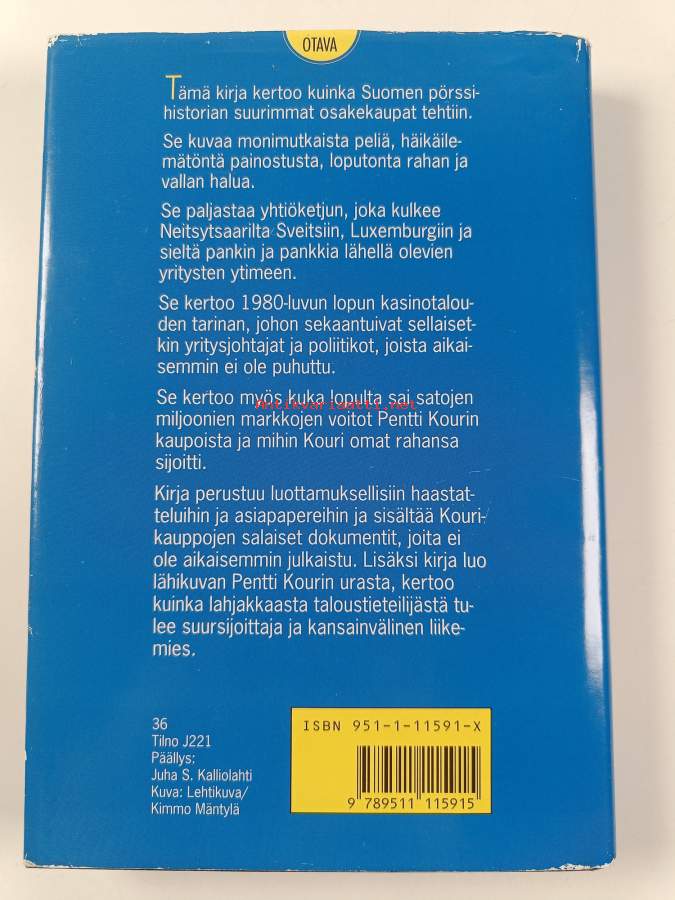 OTAVA
Tämä kirja kertoo kuinka Suomen pörssi-
historian suurimmat osakekaupat tehtiin.
Se kuvaa monimutkaista peliä, häikäile-
mätöntä painostusta, loputonta rahan ja
vallan halua.
Se paljastaa yhtiöketjun, joka kulkee
Neitsytsaarilta Sveitsiin, Luxemburgiin ja
sieltä pankin ja pankkia lähellä olevien
yritysten ytimeen.
Se kertoo 1980-luvun lopun kasinotalou-
den tarinan, johon sekaantuivat sellaiset-
kin yritysjohtajat ja poliitikot, joista aikai-
semmin ei ole puhuttu.
Se kertoo myös kuka lopulta sai satojen
Antikvariaatti.net
miljoonien markkojen voitot Pentti Kourin
kaupoista ja mihin Kouri omat rahansa
sijoitti.
Kirja perustuu luottamuksellisiin haastat-
teluihin ja asiapapereihin ja sisältää Kouri-
kauppojen salaiset dokumentit, joita ei
ole aikaisemmin julkaistu. Lisäksi kirja luo
lähikuvan Pentti Kourin urasta, kertoo
kuinka lahjakkaasta taloustieteilijästä tu-
lee suursijoittaja ja kansainvälinen liike-
mies.
36
Tilno J221
Päällys:
Juha S. Kalliolahti
Kuva: Lehtikuva/
Kimmo Mäntylä
ISBN 951-1-11591-X
9 789511 115915